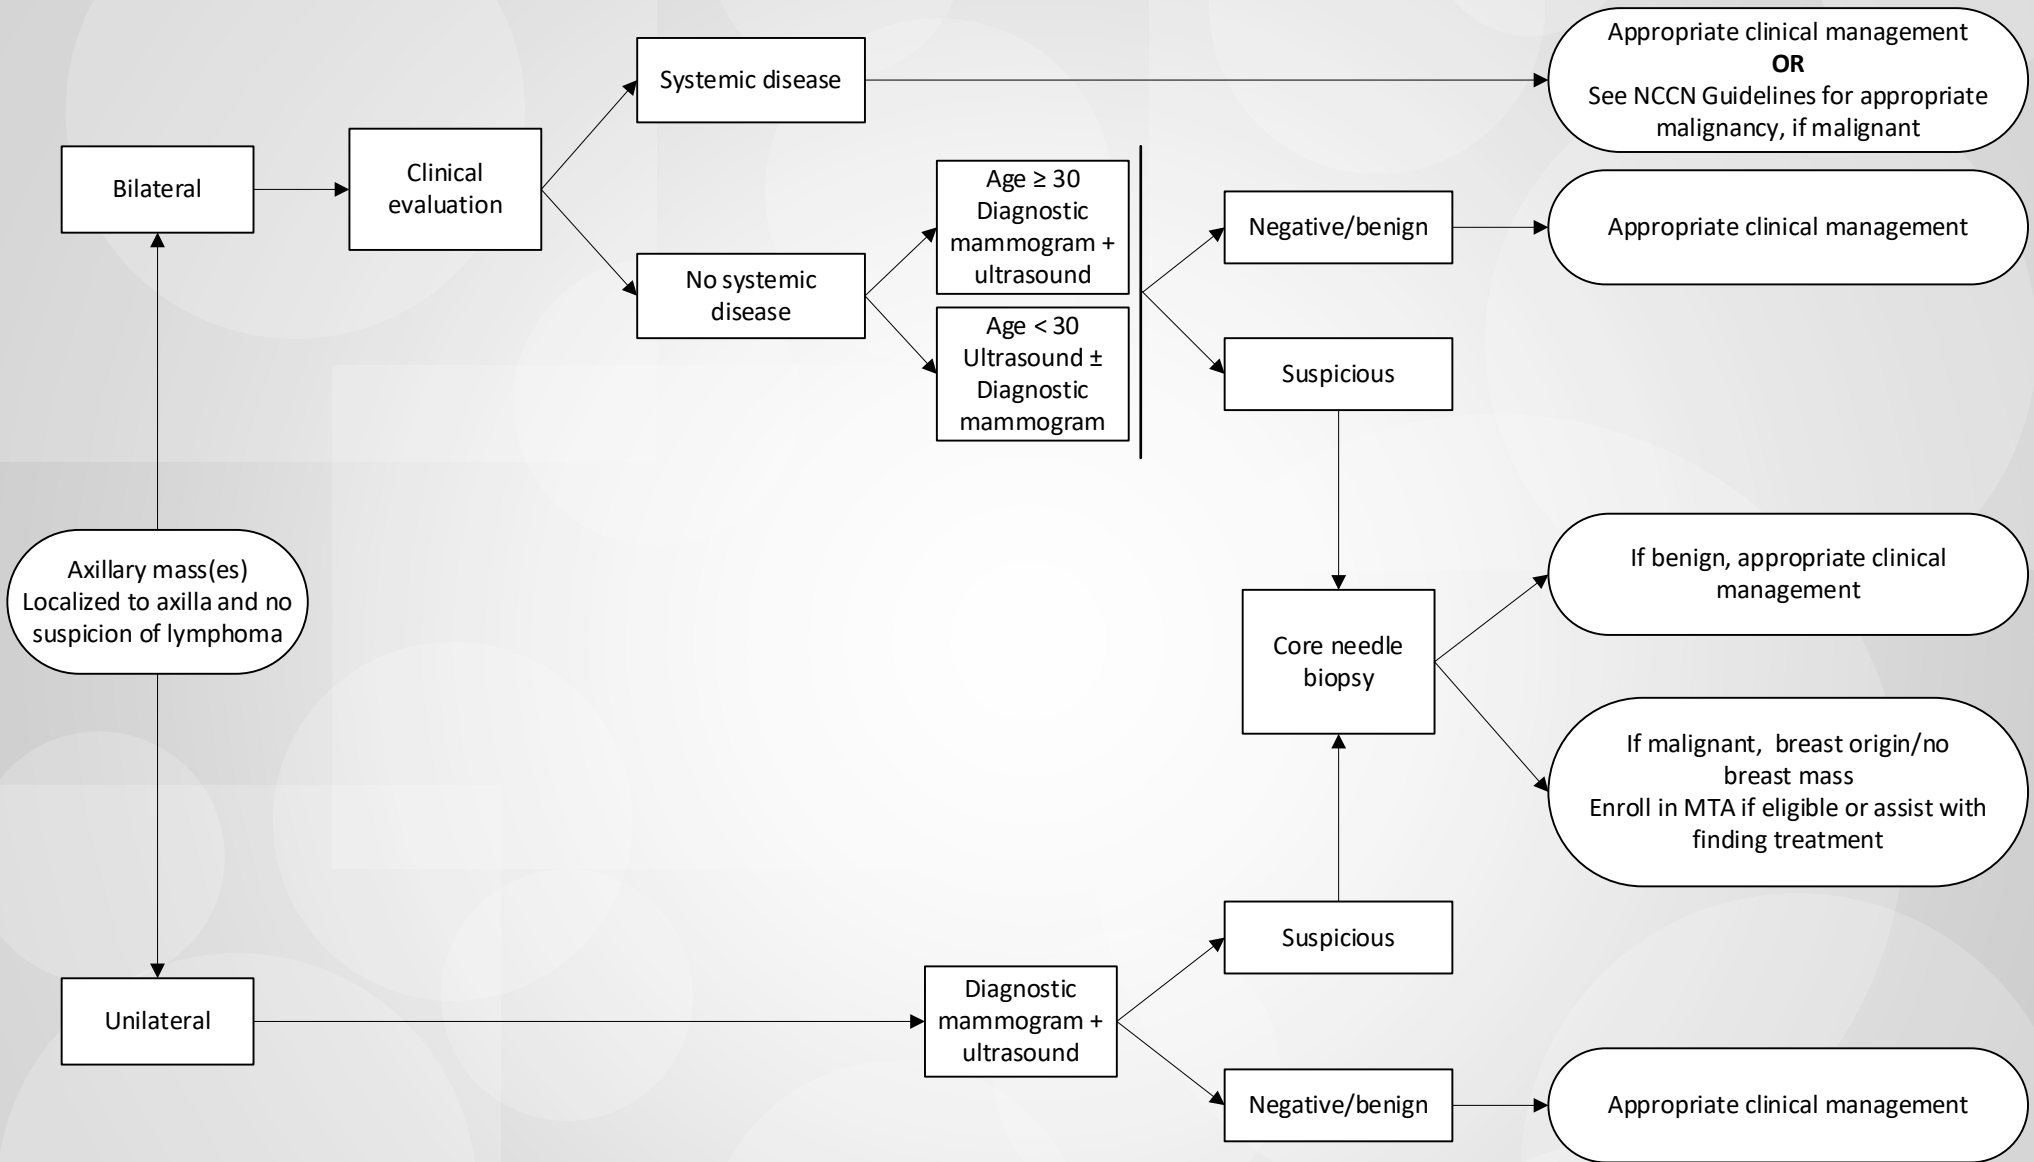 Appropriate clinical management
OR
See NCCN Guidelines for appropriate
malignancy, if malignant
Systemic disease
Bilateral
Clinical
evaluation
No systemic
disease
Age ≥ 30
Diagnostic
mammogram +
ultrasound
Age < 30
Ultrasound ±
Diagnostic
mammogram
Negative/benign
Appropriate clinical management
Suspicious
Axillary mass(es)
Localized to axilla and no
suspicion of lymphoma
Core needle
biopsy
If benign, appropriate clinical
management
If malignant,  breast origin/no
breast mass
Enroll in MTA if eligible or assist with
finding treatment
Suspicious
Unilateral
Diagnostic
mammogram +
ultrasound
Negative/benign
Appropriate clinical management